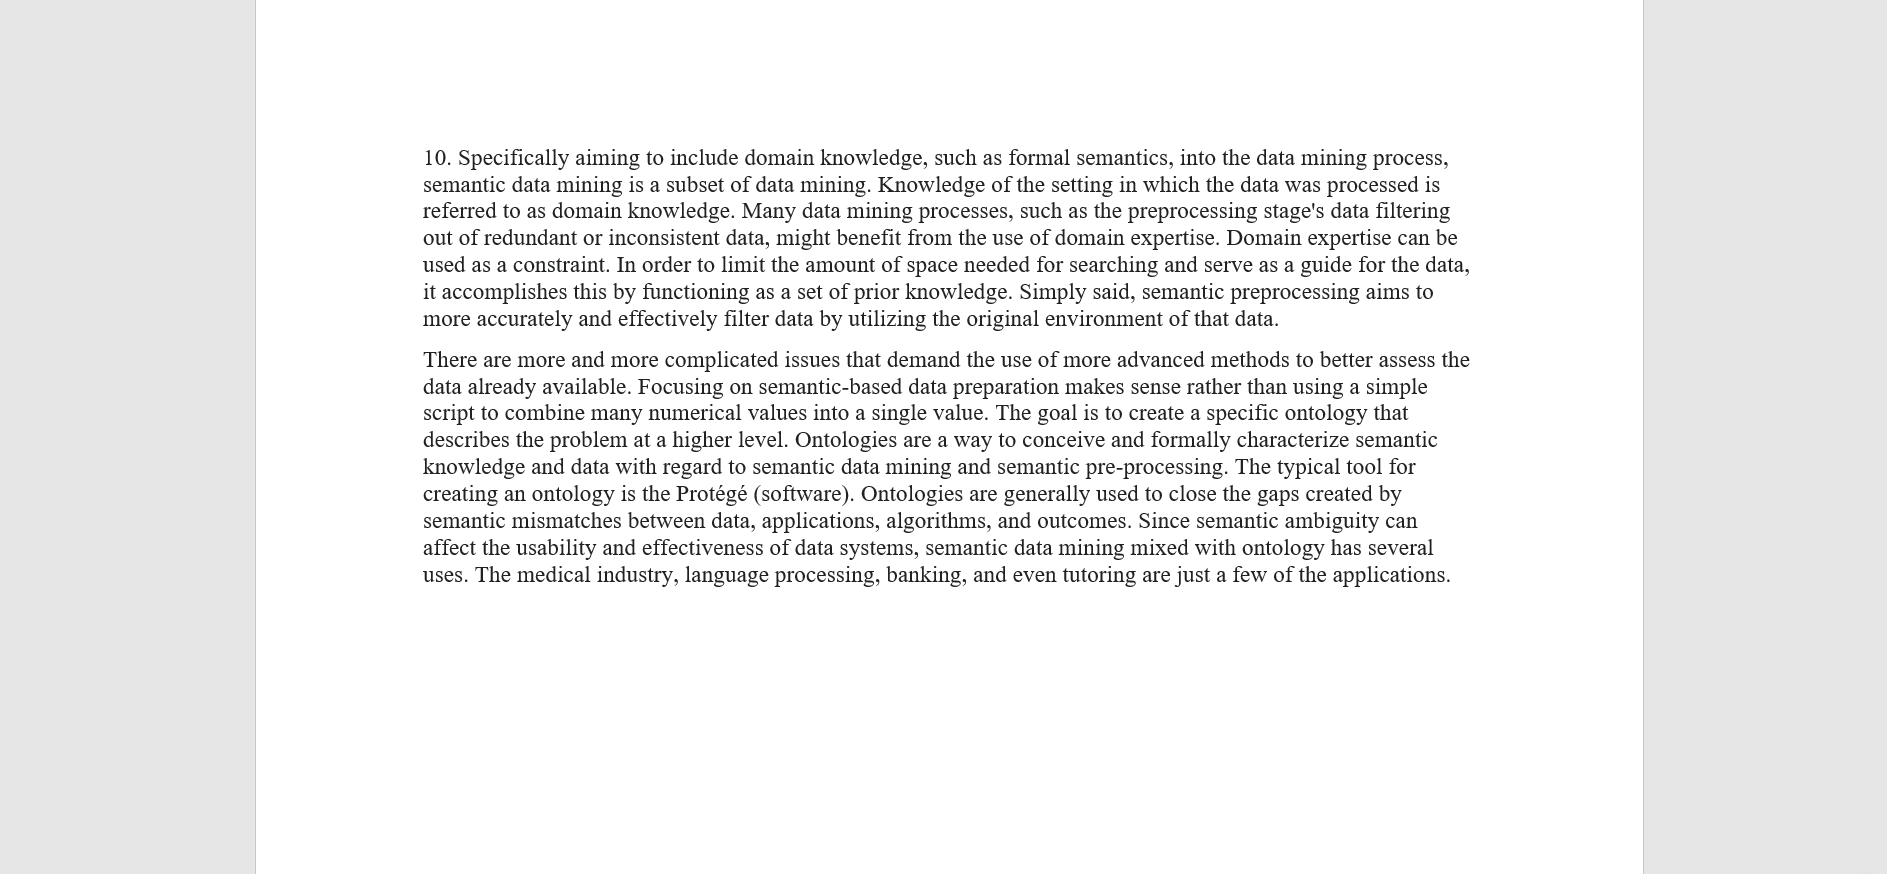 10. Specifically aiming to include domain knowledge, such as formal semantics, into the data mining process,
semantic data mining is a subset of data mining. Knowledge of the setting in which the data was processed is
referred to as domain knowledge. Many data mining processes, such as the preprocessing stage's data filtering
out of redundant or inconsistent data, might benefit from the use of domain expertise. Domain expertise can be
used as a constraint. In order to limit the amount of space needed for searching and serve as a guide for the data,
it accomplishes this by functioning as a set of prior knowledge. Simply said, semantic preprocessing aims to
more accurately and effectively filter data by utilizing the original environment of that data.
There are more and more complicated issues that demand the use of more advanced methods to better assess the
data already available. Focusing on semantic-based data preparation makes sense rather than using a simple
script to combine many numerical values into a single value. The goal is to create a specific ontology that
describes the problem at a higher level. Ontologies are a way to conceive and formally characterize semantic
knowledge and data with regard to semantic data mining and semantic pre-processing. The typical tool for
creating an ontology is the Protégé (software). Ontologies are generally used to close the gaps created by
semantic mismatches between data, applications, algorithms, and outcomes. Since semantic ambiguity can
affect the usability and effectiveness of data systems, semantic data mining mixed with ontology has several
uses. The medical industry, language processing, banking, and even tutoring are just a few of the applications.